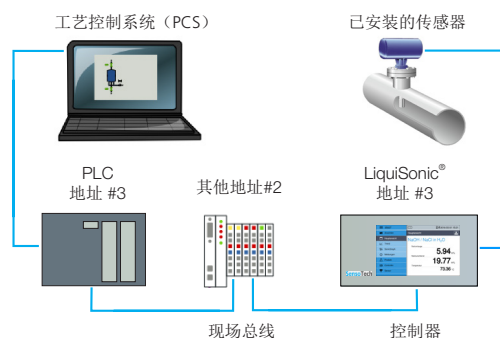 工艺控制系统（PCS）
已安装的传感器
PLC
地址 #3
其他地址#2
LiquiSonic®
地址 #3
NaOH / NaCl in H₂O
5.94
19.77
73.36
SensoTech
现场总线
控制器